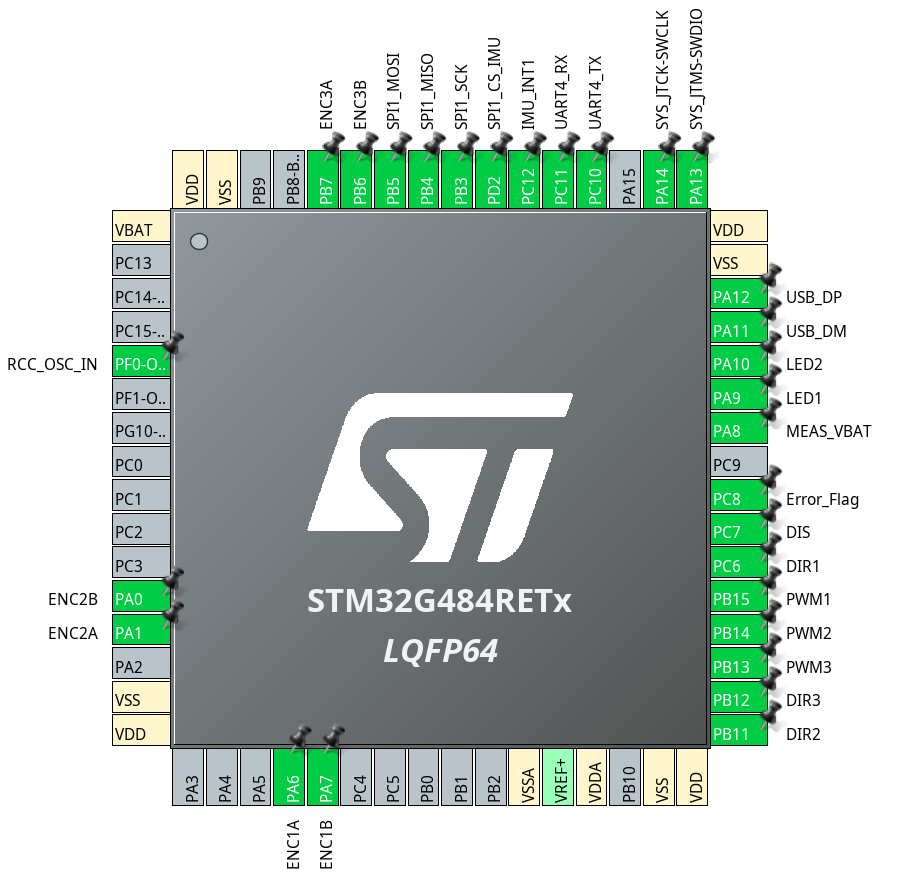 ENC3A
ENC3B
SPI1_MOSI
SPI1_MISO
SPI1_SCK
SPI1_CS_IMU
IMU_INT1
UART4_RX
UART4_TX
SYS_JTCK-SWCLK
SYS_JTMS-SWDIO
VDD
VSS
PB9
PB8-B..
PB7
PB6
PB5
PB4
PB3
PD2
PC12
PC11
PC10
PA15
PA14
PA13
VBAT
PC13
PC14-..
PC15-..
RCC_OSC_IN PF0-O..
PF1-O..
PG10-..
PC0
PC1
PC2
PC3
ENC2B PA0
ENC2A PA1
PA2
VSS
VDD
ST
STM32G484RETx
LQFP64
VDD
VSS
PA12 USB_DP
PA11 USB_DM
PA10 LED2
PA9 LED1
PA8 MEAS_VBAT
PC9
PC8 Error_Flag
PC7 DIS
PC6 DIR1
PB15 PWM1
PB14 PWM2
PB13 PWM3
PB12 DIR3
PB11 DIR2
PA3
PA4
PA5
PA6
PA7
PC4
PC5
PB0
PB1
PB2
VSSA
VREF+
VDDA
PB10
VSS
VDD
ENC1A
ENC1B